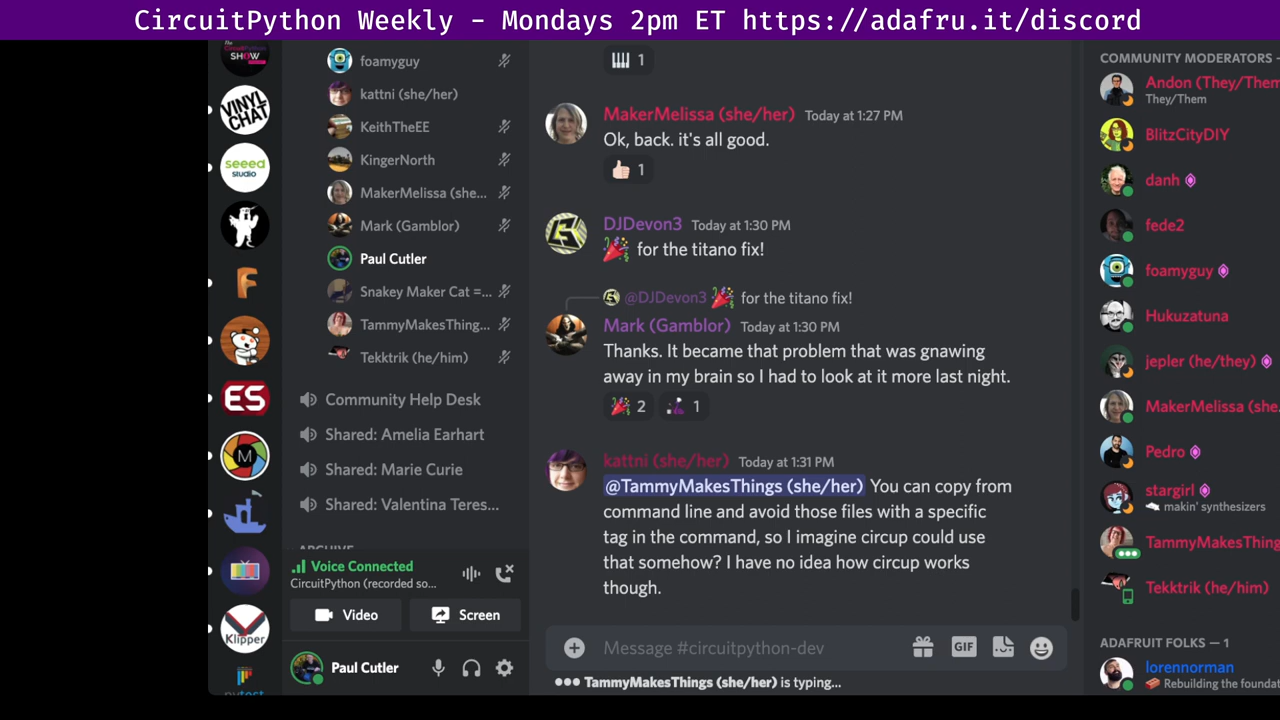 CircuitPython Weekly - Mondays 2pm ET https://adafru.it/discord
SHOW
VINYL
CHAT
seeed
studio
F
ES
M
Klipper
pytest
foamyguy
kattni (she/her)
KeithTheEE
KingerNorth
MakerMelissa (she...
Mark (Gamblor)
Paul Cutler
Snakey Maker Cat =...
TammyMakesThing...
Tekktrik (he/him)
Community Help Desk
Shared: Amelia Earhart
Shared: Marie Curie
Shared: Valentina Teres...
ARCHIVE
Voice Connected
CircuitPython (recorded so...
Video
Screen
Paul Cutler
1
MakerMelissa (she/her) Today at 1:27 PM
Ok, back. it's all good.
1
DJDevon3 Today at 1:30 PM
for the titano fix!
@DJDevon3 for the titano fix!
Mark (Gamblor) Today at 1:30 PM
Thanks. It became that problem that was gnawing
away in my brain so I had to look at it more last night.
2 1
kattni (she/her) Today at 1:31 PM
@TammyMakesThings (she/her) You can copy from
command line and avoid those files with a specific
tag in the command, so I imagine circup could use
that somehow? I have no idea how circup works
though.
Message #circuitpython-dev
GIF
TammyMakesThings (she/her) is typing...
COMMUNITY MODERATORS -
Andon (They/Them
They/Them
BlitzCityDIY
danh
fede2
foamyguy
Hukuzatuna
jepler (he/they)
MakerMelissa (she
Pedro
stargirl
makin' synthesizers
TammyMakesThing
Tekktrik (he/him)
ADAFRUIT FOLKS — 1
lorennorman
Rebuilding the foundat